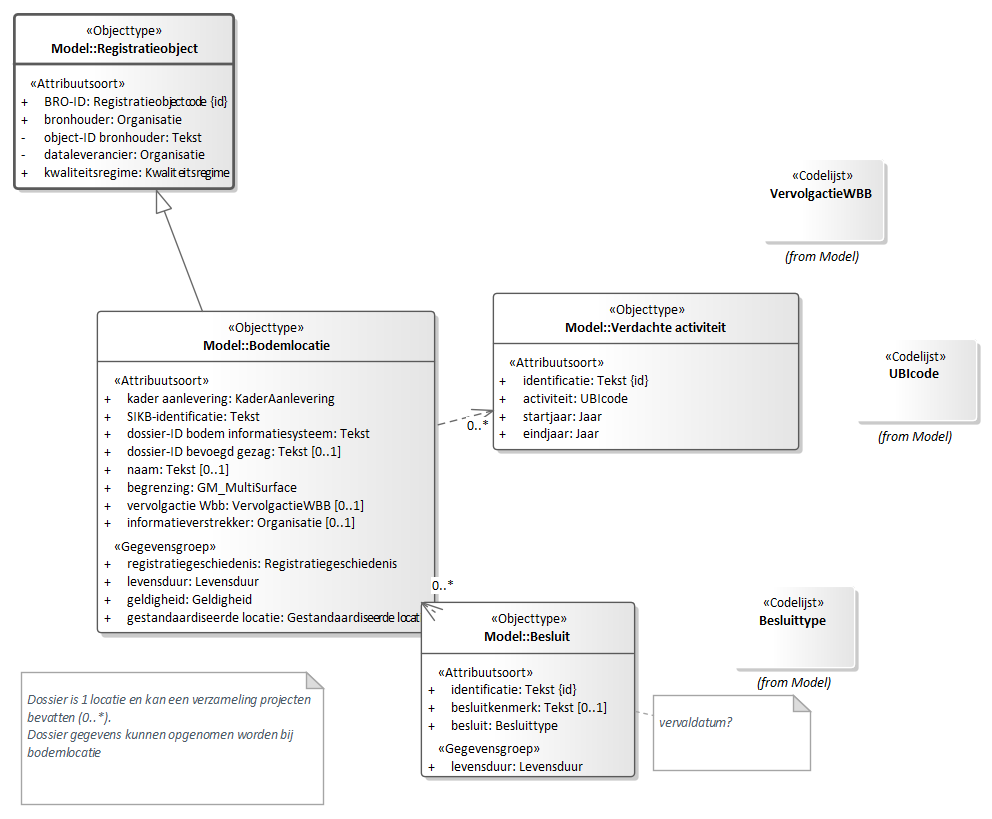 «Objecttype»
Model::Registratieobject
«Attribuutsoort»
+ BRO-ID: Registratieobjectcode {id}
+ bronhouder: Organisatie
- object-ID bronhouder: Tekst
- dataleverancier: Organisatie
+ kwaliteitsregime: Kwaliteitsregime
«Codelijst»
VervolgactieWBB
(from Model)
«Objecttype»
Model::Bodemlocatie
«Attribuutsoort»
+ kader aanlevering: KaderAanlevering
+ SIKB-identificatie: Tekst
+ dossier-ID bodem informatiesysteem: Tekst
+ dossier-ID bevoegd gezag: Tekst [0..1]
+ naam: Tekst [0..1]
+ begrenzing: GM_MultiSurface
+ vervolgactie Wbb: VervolgactieWBB [0..1]
+ informatieverstrekker: Organisatie [0..1]
«Gegevensgroep»
+ registratiegeschiedenis: Registratiegeschiedenis
+ levensduur: Levensduur
+ geldigheid: Geldigheid
+ gestandaardiseerde locatie: Gestandaardiseerde locat
0..*
«Objecttype»
Model::Verdachte activiteit
«Attribuutsoort»
+ identificatie: Tekst {id}
+ activiteit: UBIcode
+ startjaar: Jaar
+ eindjaar: Jaar
«Codelijst»
UBIcode
(from Model)
0..*
«Objecttype»
Model::Besluit
«Attribuutsoort»
+ identificatie: Tekst {id}
+ besluitkenmerk: Tekst [0..1]
+ besluit: Besluittype
«Gegevensgroep»
+ levensduur: Levensduur
«Codelijst»
Besluittype
(from Model)
vervaldatum?
Dossier is 1 locatie en kan een verzameling projecten
bevatten (0..*).
Dossier gegevens kunnen opgenomen worden bij
bodemlocatie